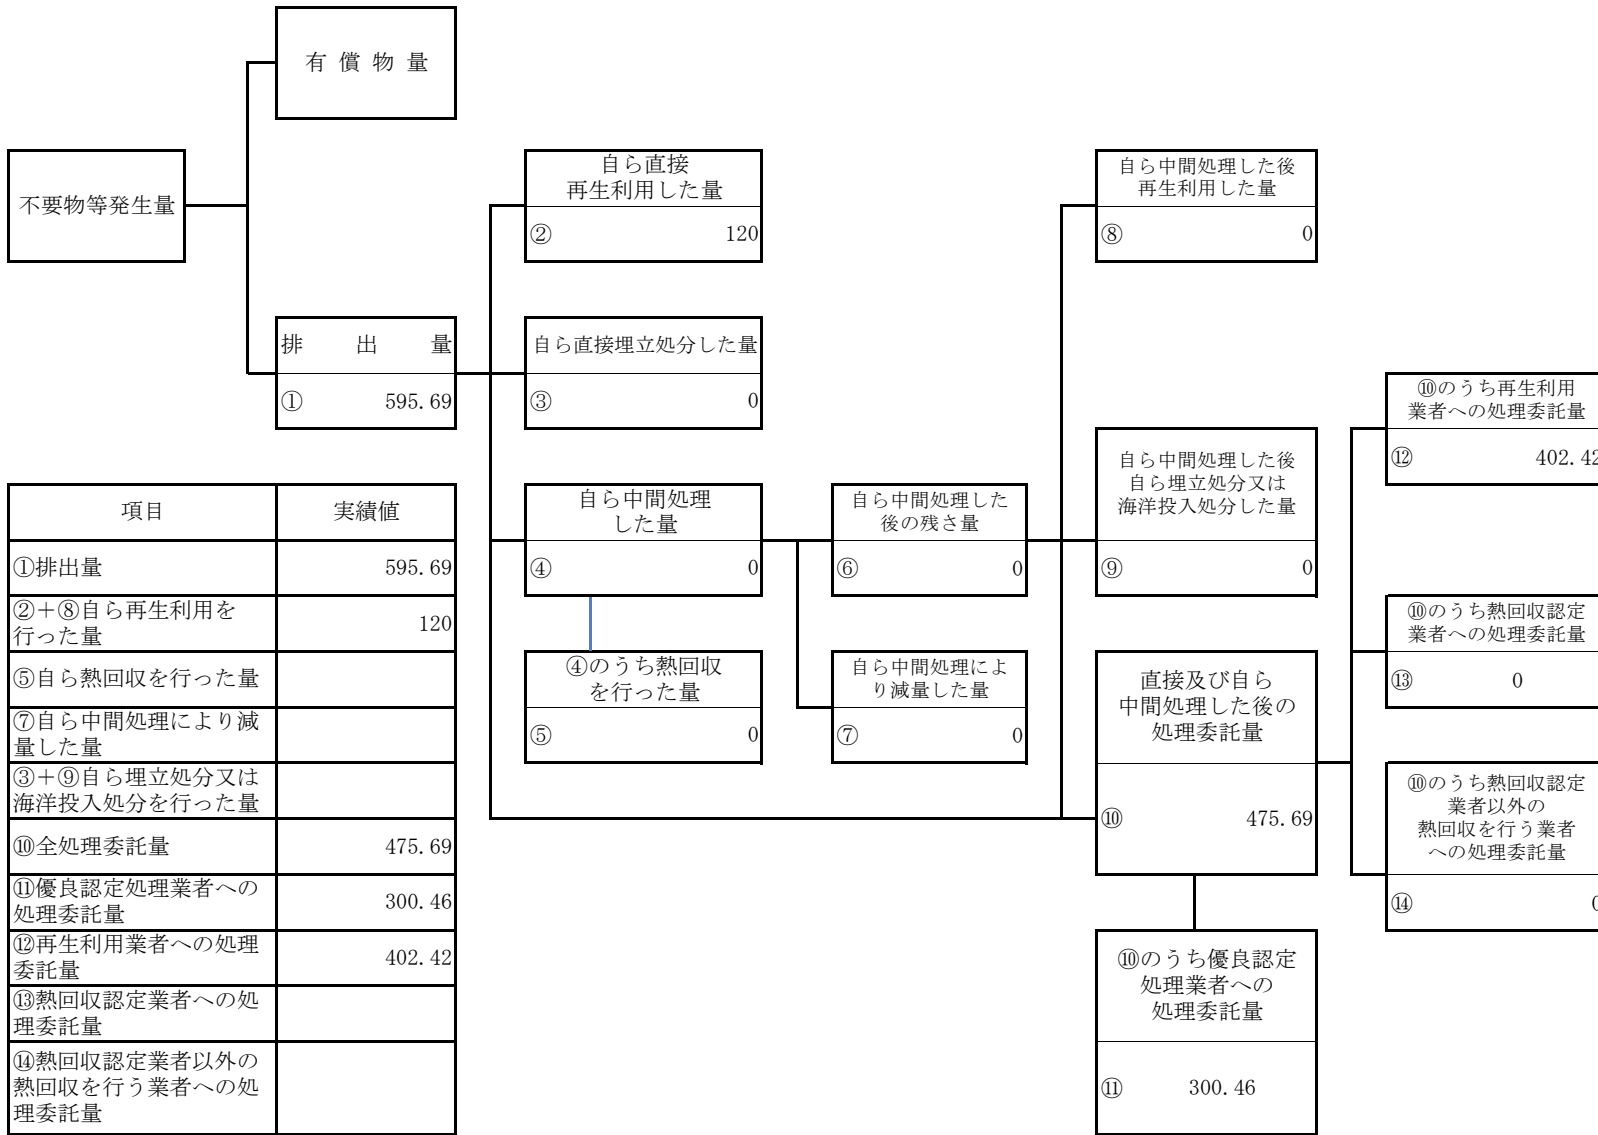 有償物量
不要物等発生量
自ら直接
再生利用した量
② 120
自ら中間処理した後
再生利用した量
⑧ 0
排出量
① 595.69
自ら直接埋立処分した量
③ 0
⑩のうち再生利用
業者への処理委託量
⑫ 402.42
自ら中間処理した後
自ら埋立処分又は
海洋投入処分した量
⑨ 0
自ら中間処理
した量
④ 0
自ら中間処理した
後の残さ量
⑥ 0
⑩のうち熱回収認定
業者への処理委託量
⑬ 0
④のうち熱回収
を行った量
⑤ 0
自ら中間処理によ
り減量した量
⑦ 0
直接及び自ら
中間処理した後の
処理委託量
⑩ 475.69
⑩のうち熱回収認定
業者以外の
熱回収を行う業者
への処理委託量
⑭ 0
⑩のうち優良認定
処理業者への
処理委託量
⑪ 300.46
項目 実績値
①排出量 595.69
②＋⑧自ら再生利用を
行った量 120
⑤自ら熱回収を行った量
⑦自ら中間処理により減
量した量
③＋⑨自ら埋立処分又は
海洋投入処分を行った量
⑩全処理委託量 475.69
⑪優良認定処理業者への
処理委託量 300.46
⑫再生利用業者への処理
委託量 402.42
⑬熱回収認定業者への処
理委託量
⑭熱回収認定業者以外の
熱回収を行う業者への処
理委託量